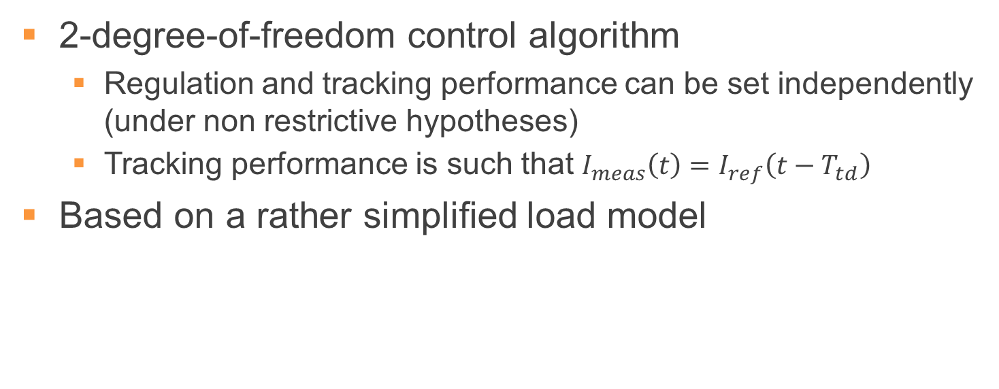 ▪ 2-degree-of-freedom control algorithm
▪ Regulation and tracking performance can be set independently
(under non restrictive hypotheses)
▪ Tracking performance is such that $I_{meas}(t) = I_{ref}(t - T_{td})$
▪ Based on a rather simplified load model